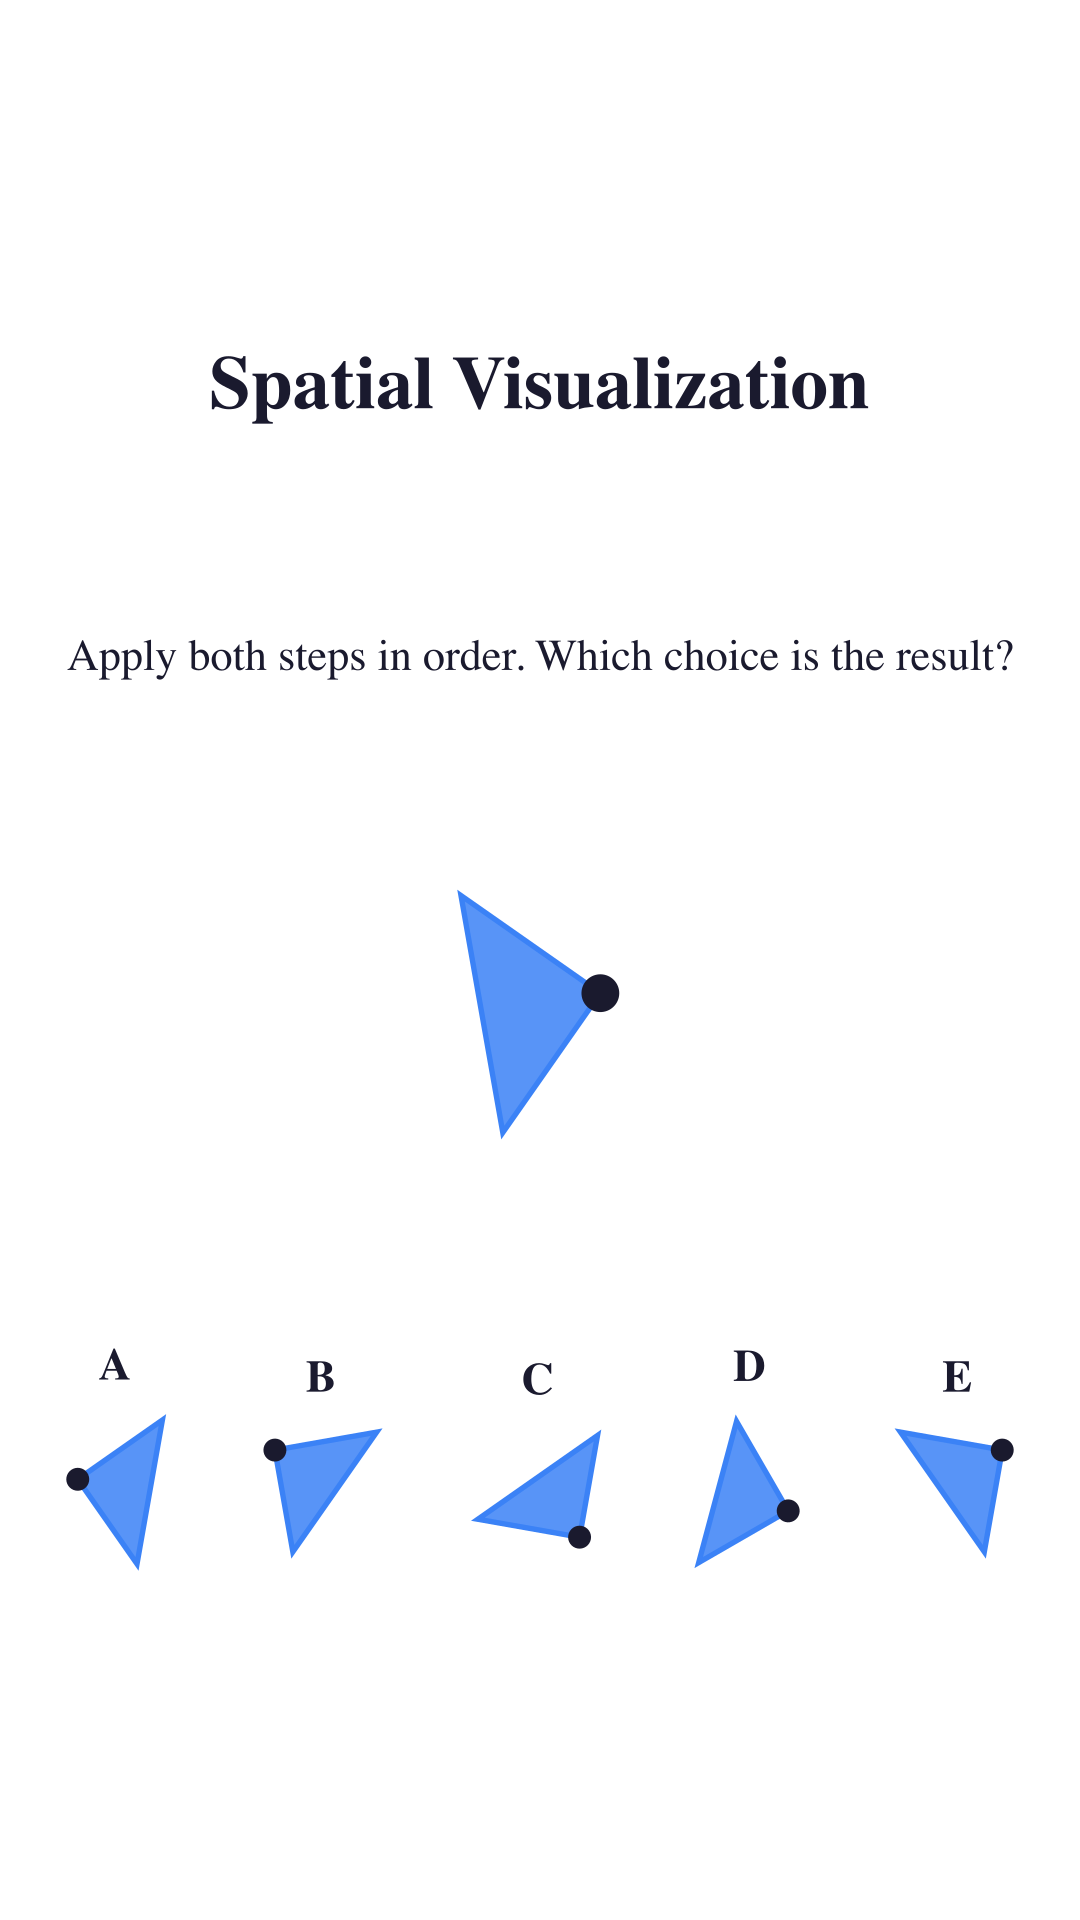 Spatial Visualization
Apply both steps in order. Which choice is the result?
A B C D E